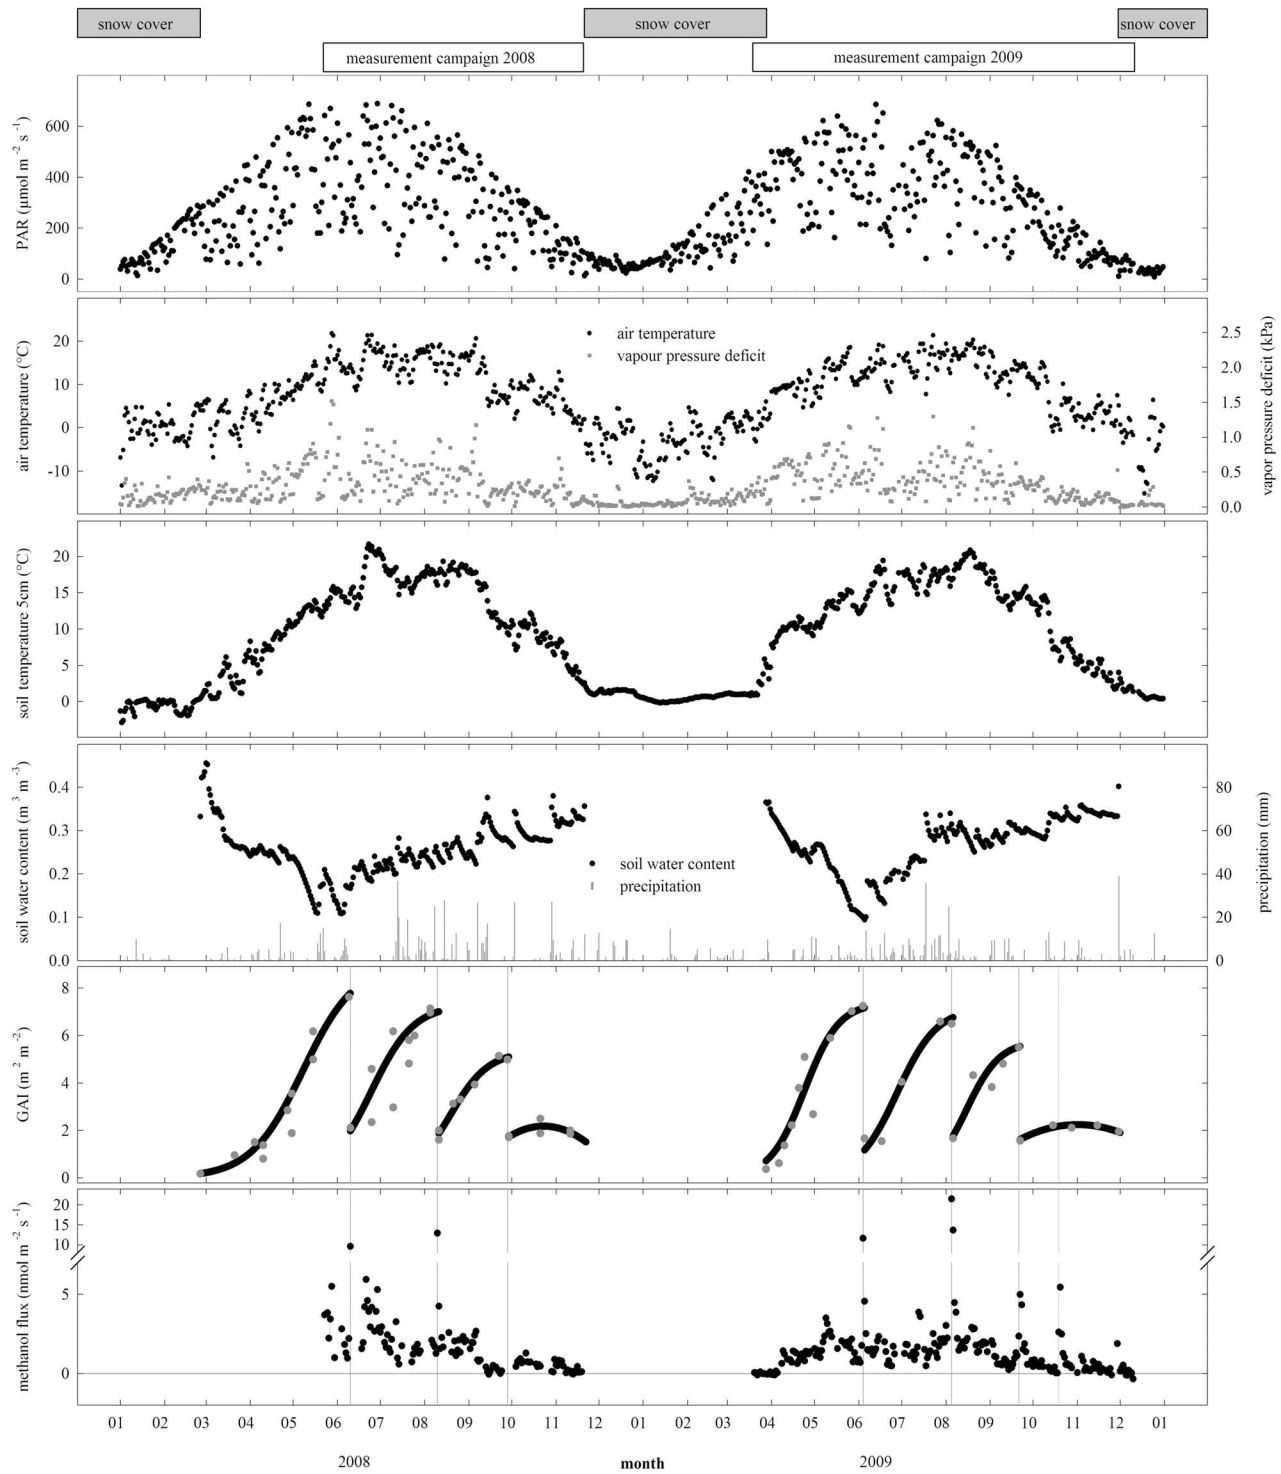 snow cover snow cover snow cover
measurement campaign 2008 measurement campaign 2009
PAR (µmol m⁻² s⁻¹)
600
400
200
0
air temperature (°C)
20
10
0
-10
air temperature
vapour pressure deficit
2.5
2.0
1.5
1.0
0.5
0.0
vapor pressure deficit (kPa)
soil temperature 5cm (°C)
20
15
10
5
0
soil water content (m³ m⁻³)
0.4
0.3
0.2
0.1
0.0
soil water content
precipitation
80
60
40
20
0
precipitation (mm)
GAI (m² m⁻²)
8
6
4
2
0
methanol flux (nmol m⁻² s⁻¹)
20
15
10
5
0
01 02 03 04 05 06 07 08 09 10 11 12 01 02 03 04 05 06 07 08 09 10 11 12 01
2008 month 2009